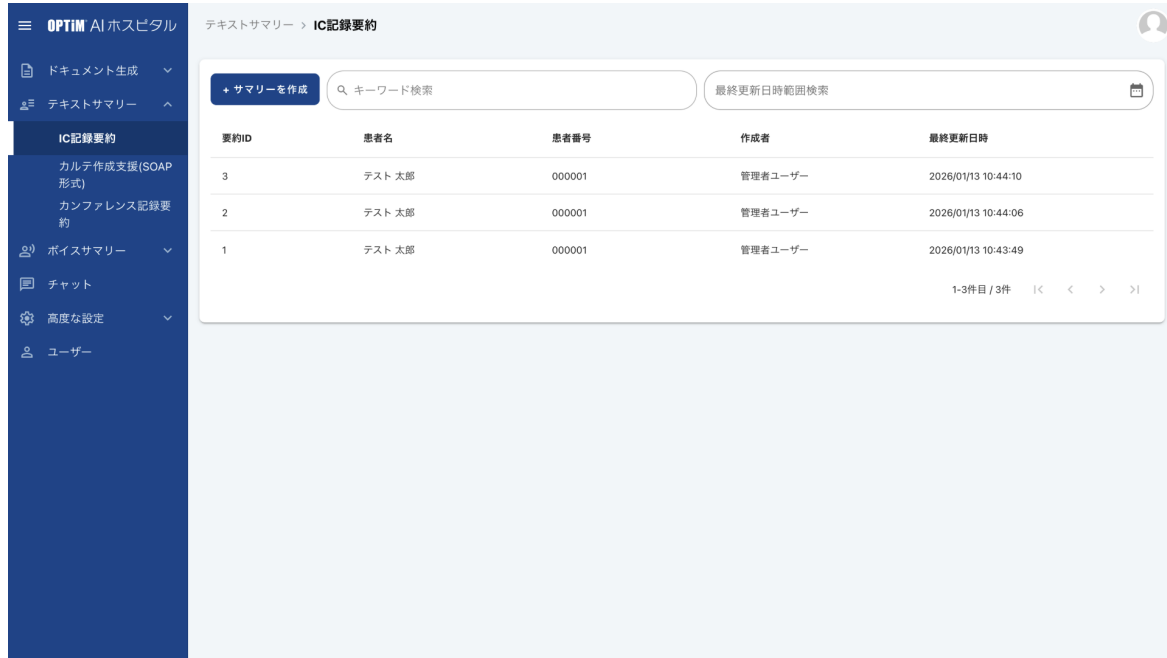 OPTiM AI ホスピタル
テキストサマリー > IC記録要約
ドキュメント生成
テキストサマリー
IC記録要約
カルテ作成支援(SOAP
形式)
カンファレンス記録要
約
ボイスサマリー
チャット
高度な設定
ユーザー
+ サマリーを作成
キーワード検索
最終更新日時範囲検索
要約ID 患者名 患者番号 作成者 最終更新日時
3 テスト 太郎 000001 管理者ユーザー 2026/01/13 10:44:10
2 テスト 太郎 000001 管理者ユーザー 2026/01/13 10:44:06
1 テスト 太郎 000001 管理者ユーザー 2026/01/13 10:43:49
1-3件目 / 3件